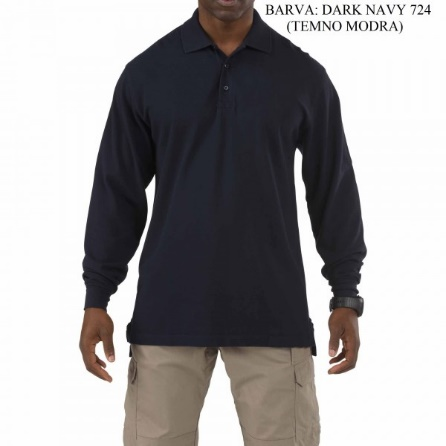 BARVA: DARK NAVY 724
(TEMNO MODRA)